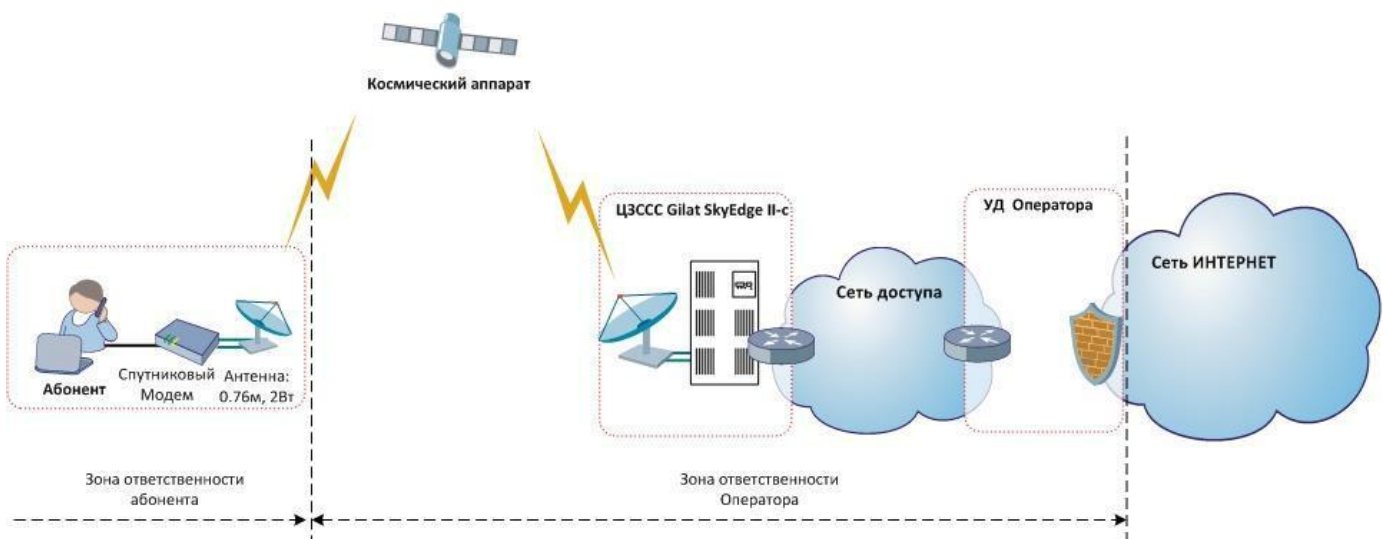 Космический аппарат
ЦЗССС Gilat SkyEdge II-c
УД Оператора
Сеть ИНТЕРНЕТ
Сеть доступа
Абонент
Спутниковый
Модем
Антенна:
0.76м, 2Вт
Зона ответственности
абонента
Зона ответственности
Оператора